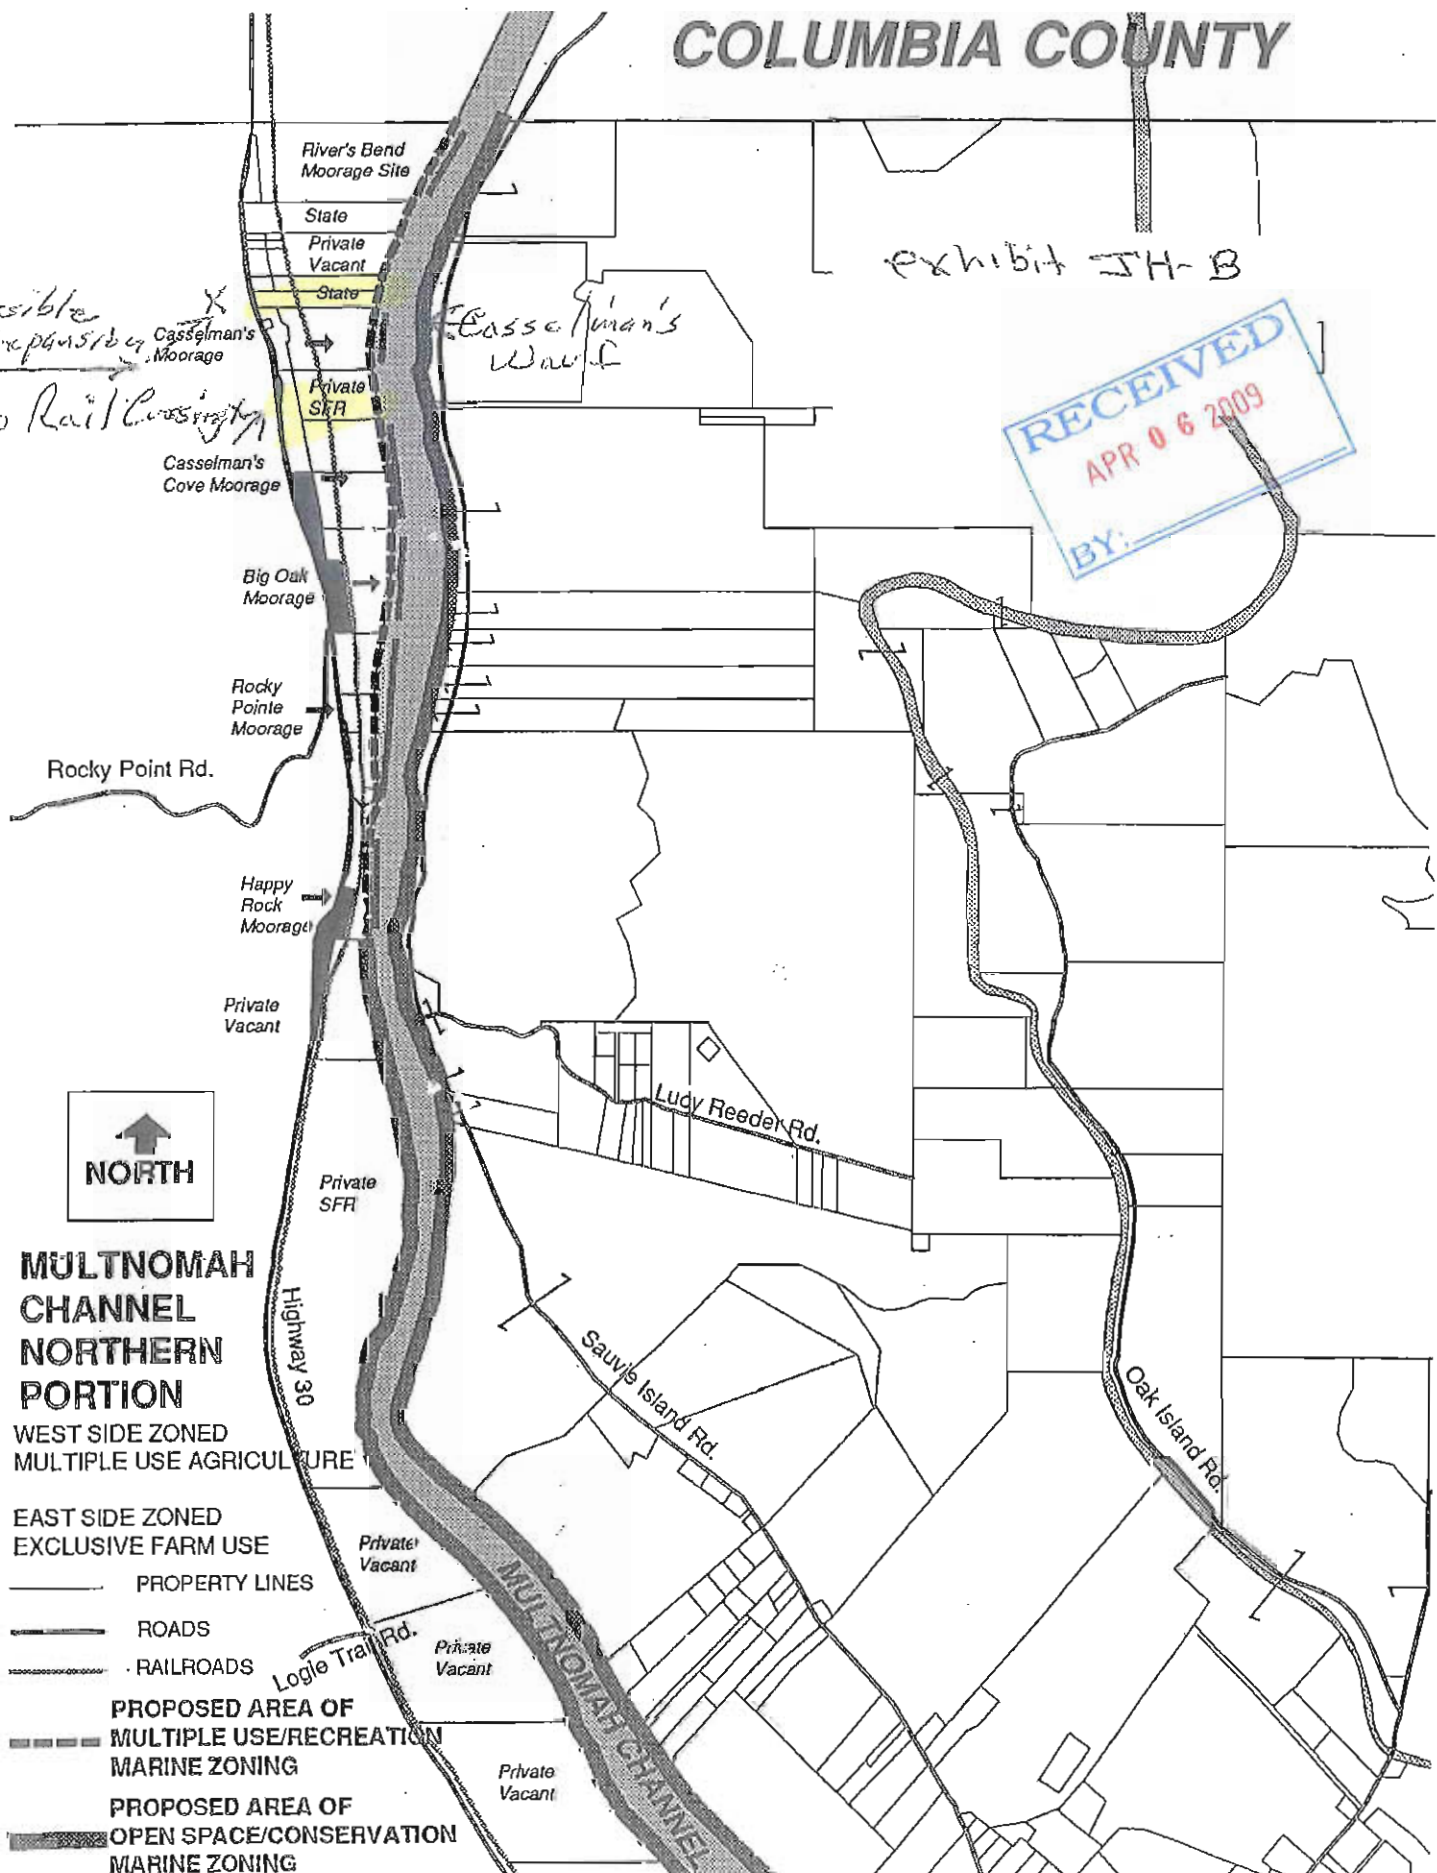 COLUMBIA COUNTY
River's Bend
Moorage Site
State
Private
Vacant
State
exhibit JH-B
X
Casselman's
Moorage
Casselman's
Private
SFR
Rail
RECEIVED
APR 06 2009
BY:
Casselman's
Cove Moorage
Big Oak
Moorage
Rocky
Pointe
Moorage
Rocky Point Rd.
Happy
Rock
Moorage
Private
Vacant
Lucy Reeder Rd.
NORTH
Private
SFR
MULTNOMAH
CHANNEL
NORTHERN
PORTION
Highway 30
Sauvie Island Rd.
Oak Island Rd.
WEST SIDE ZONED
MULTIPLE USE AGRICULTURE
EAST SIDE ZONED
EXCLUSIVE FARM USE
Private
Vacant
MULTNOMAH CHANNEL
PROPERTY LINES
ROADS
RAILROADS
Logie Trail Rd.
Private
Vacant
PROPOSED AREA OF
MULTIPLE USE/RECREATION
MARINE ZONING
Private
Vacant
PROPOSED AREA OF
OPEN SPACE/CONSERVATION
MARINE ZONING